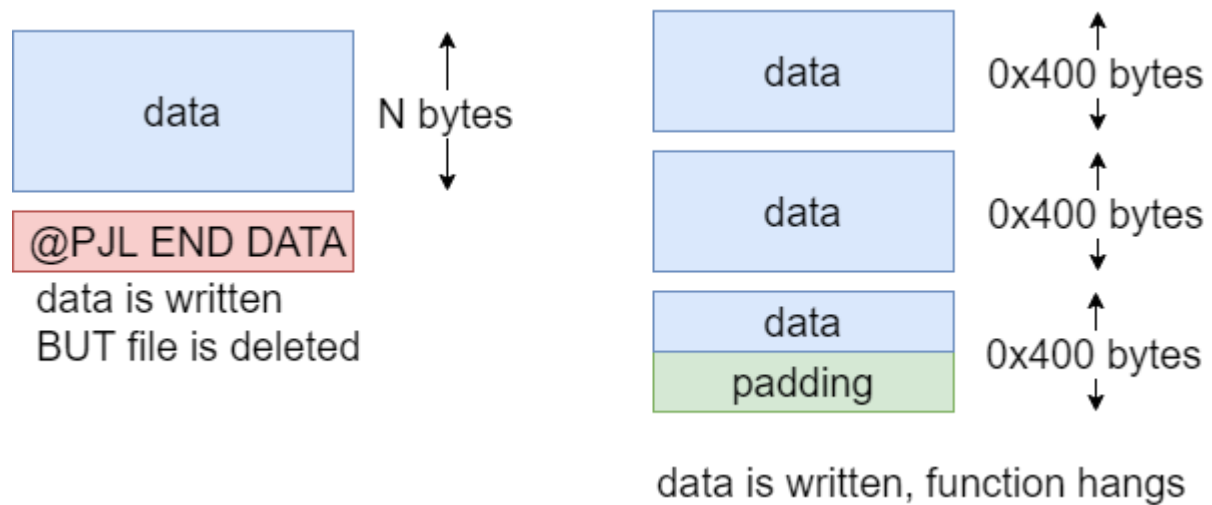 data
N bytes
@PJL END DATA
data is written
BUT file is deleted
data
0x400 bytes
data
0x400 bytes
data
padding
0x400 bytes
data is written, function hangs